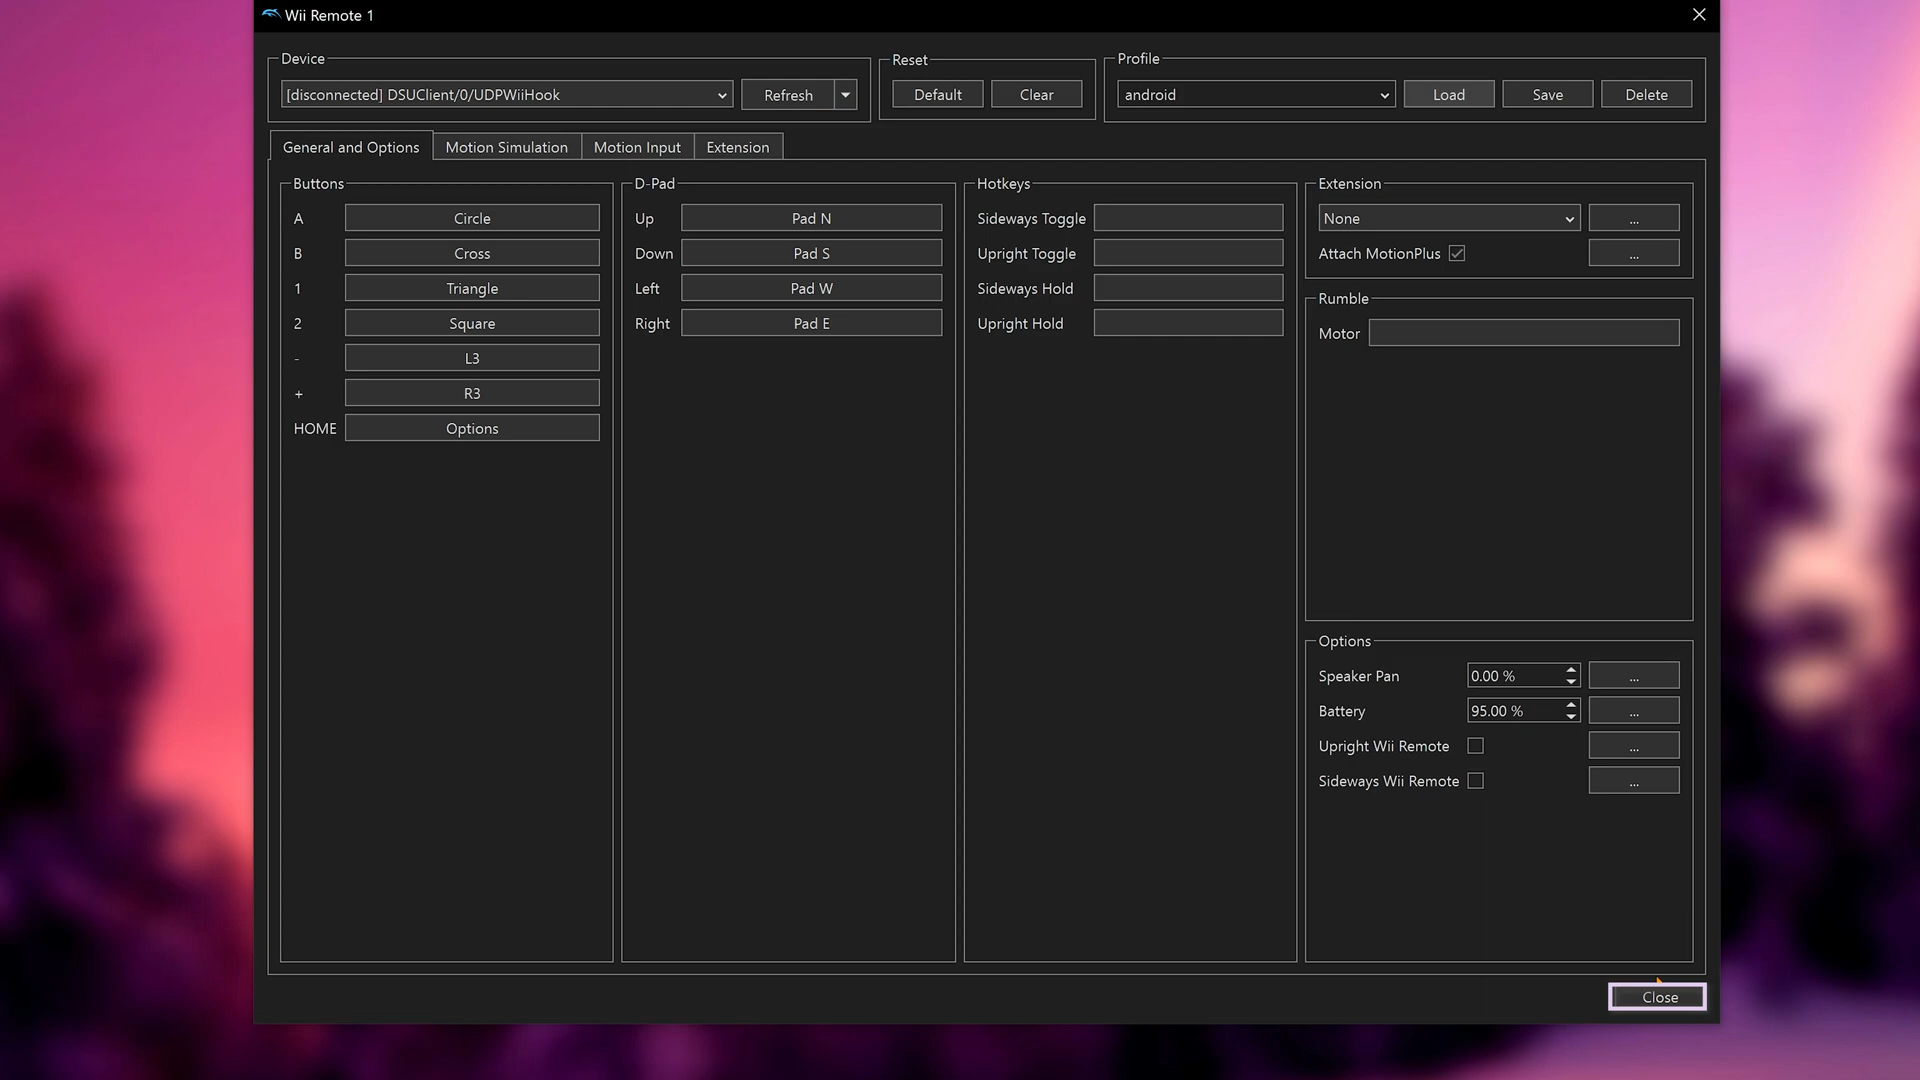 Wii Remote 1
Device
[disconnected] DSUClient/0/UDPWiiHook
Refresh
Reset
Default
Clear
Profile
android
Load
Save
Delete
General and Options
Motion Simulation
Motion Input
Extension
Buttons
A
Circle
B
Cross
1
Triangle
2
Square
-
L3
+
R3
HOME
Options
D-Pad
Up
Pad N
Down
Pad S
Left
Pad W
Right
Pad E
Hotkeys
Sideways Toggle
Upright Toggle
Sideways Hold
Upright Hold
Extension
None
...
Attach MotionPlus
...
Rumble
Motor
Options
Speaker Pan
0.00 %
...
Battery
95.00 %
...
Upright Wii Remote
...
Sideways Wii Remote
...
Close